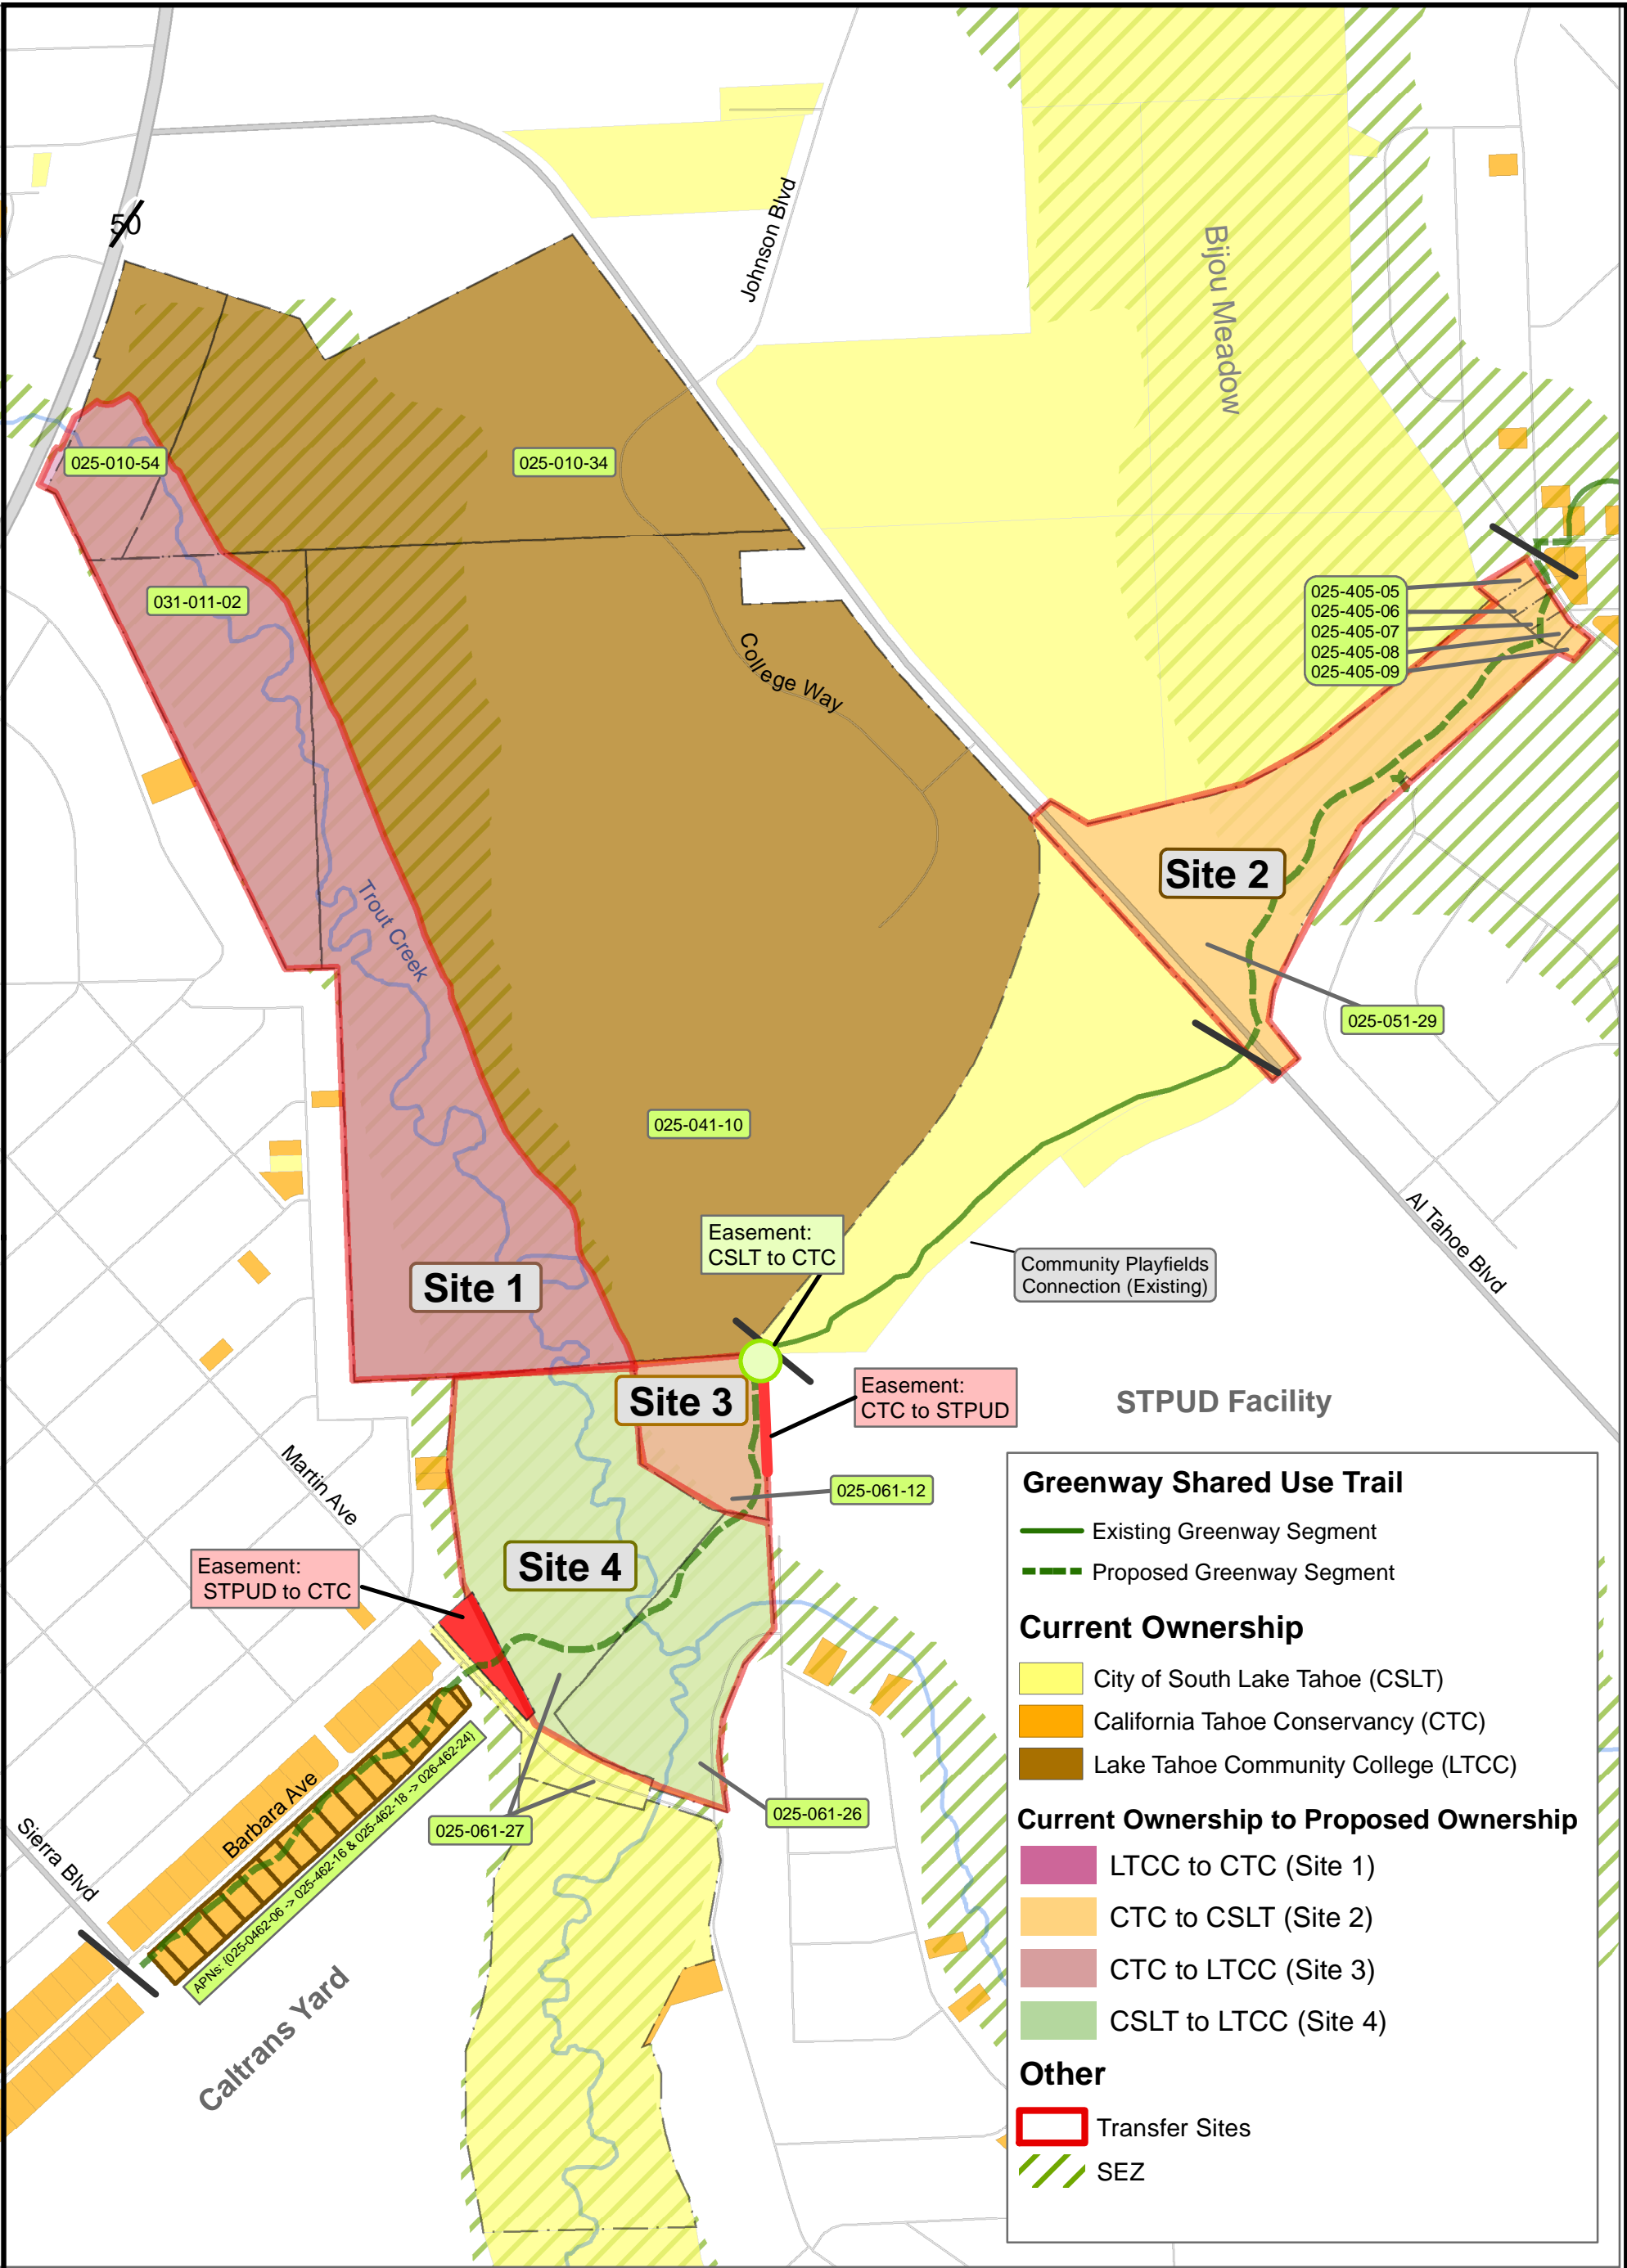 50
Johnson Blvd
Bijou Meadow
025-010-54
025-010-34
031-011-02
College Way
025-405-05
025-405-06
025-405-07
025-405-08
025-405-09
Site 2
Trout Creek
025-051-29
025-041-10
Al Tahoe Blvd
Easement:
CSLT to CTC
Community Playfields
Connection (Existing)
Site 1
Site 3
Easement:
CTC to STPUD
STPUD Facility
Martin Ave
025-061-12
Site 4
Easement:
STPUD to CTC
Barbara Ave
Sierra Blvd
APNs: {025-0462-06 -> 025-462-16 & 025-462-18 -> 026-462-24}
025-061-27
025-061-26
Caltrans Yard
Greenway Shared Use Trail
Existing Greenway Segment
Proposed Greenway Segment
Current Ownership
City of South Lake Tahoe (CSLT)
California Tahoe Conservancy (CTC)
Lake Tahoe Community College (LTCC)
Current Ownership to Proposed Ownership
LTCC to CTC (Site 1)
CTC to CSLT (Site 2)
CTC to LTCC (Site 3)
CSLT to LTCC (Site 4)
Other
Transfer Sites
SEZ